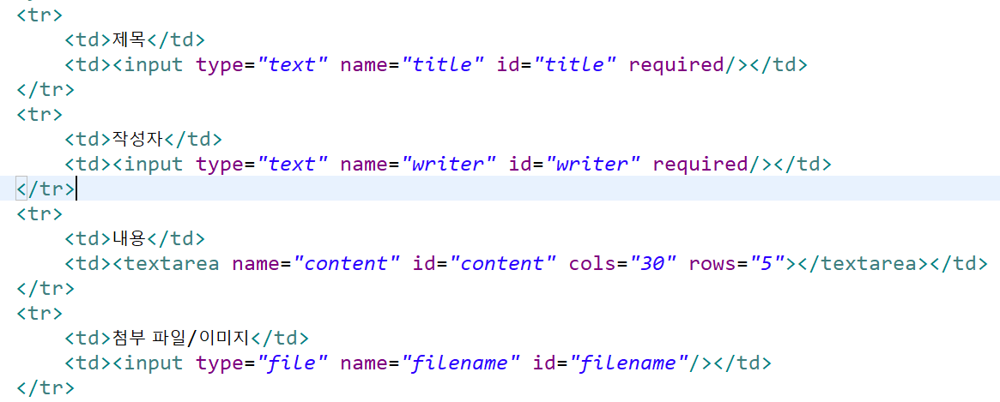 <tr>
<td>제목</td>
<td><input type="text" name="title" id="title" required/></td>
</tr>
<tr>
<td>작성자</td>
<td><input type="text" name="writer" id="writer" required/></td>
</tr>
<tr>
<td>내용</td>
<td><textarea name="content" id="content" cols="30" rows="5"></textarea></td>
</tr>
<tr>
<td>첨부 파일/이미지</td>
<td><input type="file" name="filename" id="filename"/></td>
</tr>